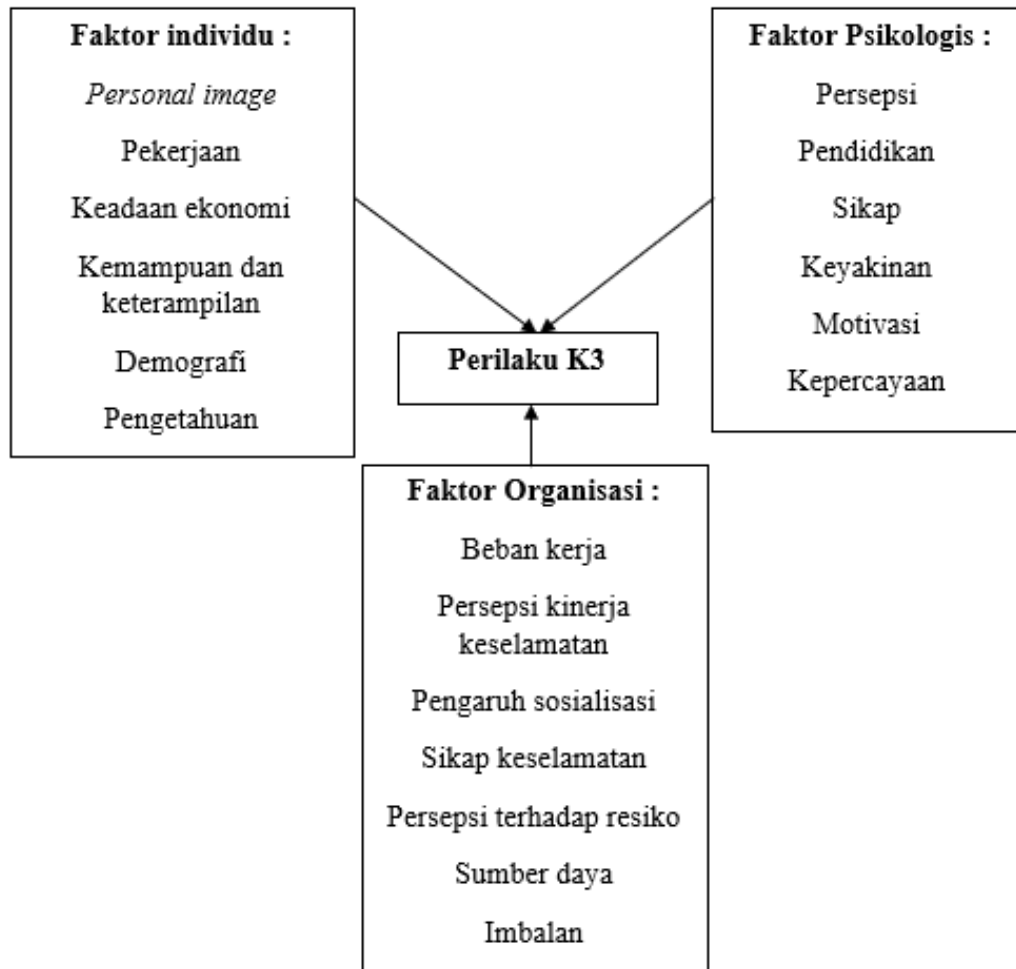 Faktor individu :
Personal image
Pekerjaan
Keadaan ekonomi
Kemampuan dan
keterampilan
Demografi
Pengetahuan
Faktor Psikologis :
Persepsi
Pendidikan
Sikap
Keyakinan
Motivasi
Kepercayaan
Perilaku K3
Faktor Organisasi :
Beban kerja
Persepsi kinerja
keselamatan
Pengaruh sosialisasi
Sikap keselamatan
Persepsi terhadap resiko
Sumber daya
Imbalan